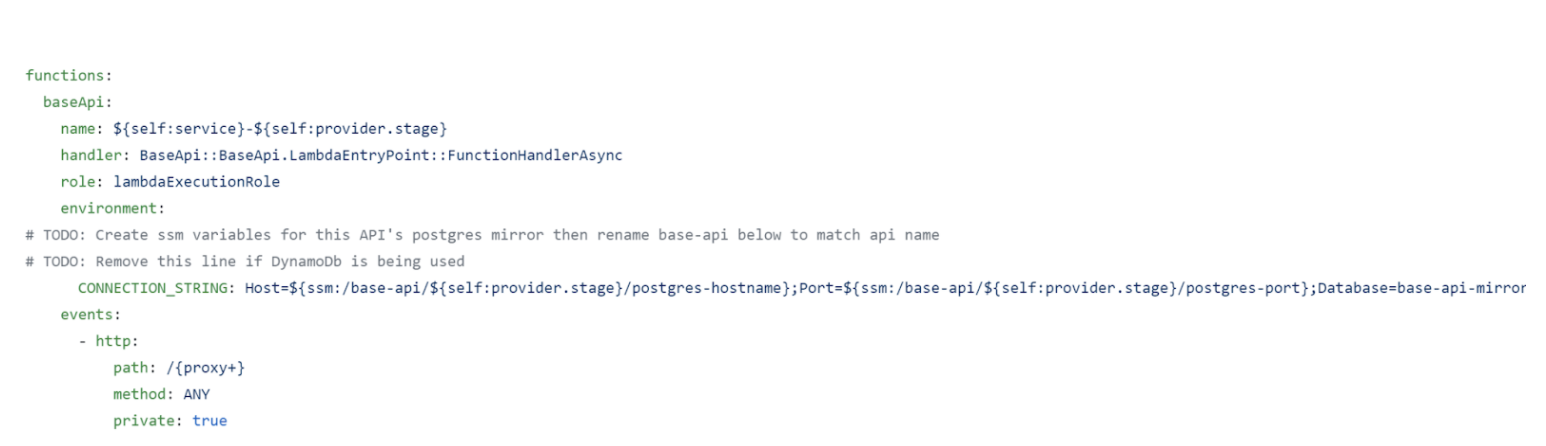 functions:
  baseApi:
    name: ${self:service}-${self:provider.stage}
    handler: BaseApi::BaseApi.LambdaEntryPoint::FunctionHandlerAsync
    role: lambdaExecutionRole
    environment:
# TODO: Create ssm variables for this API's postgres mirror then rename base-api below to match api name
# TODO: Remove this line if DynamoDb is being used
      CONNECTION_STRING: Host=${ssm:/base-api/${self:provider.stage}/postgres-hostname};Port=${ssm:/base-api/${self:provider.stage}/postgres-port};Database=base-api-mirror
    events:
      - http:
          path: /{proxy+}
          method: ANY
          private: true